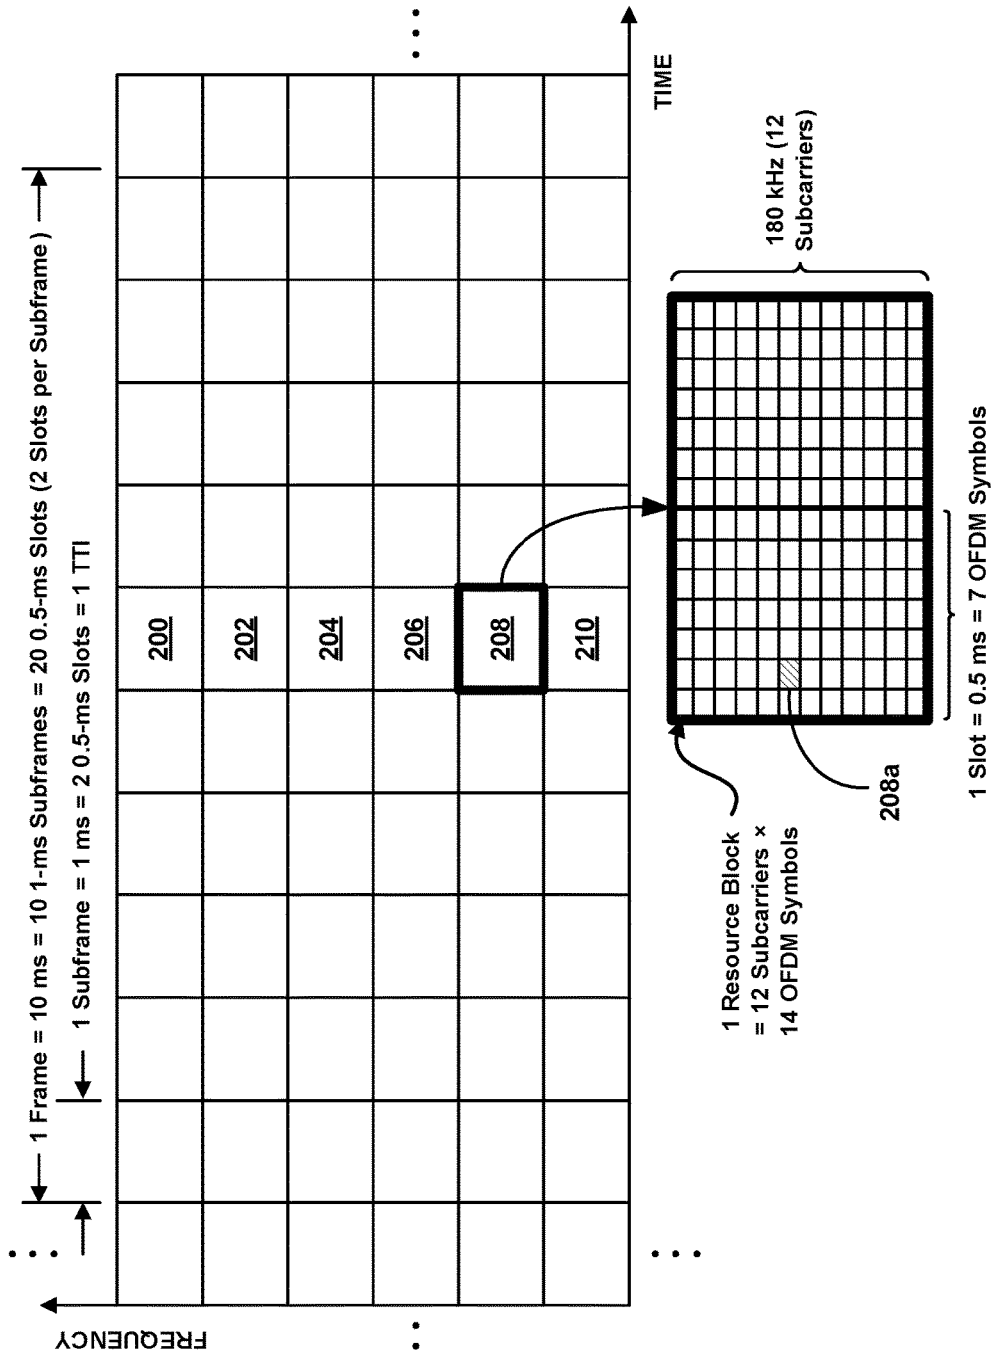 1 Frame = 10 ms = 10 1-ms Subframes = 20 0.5-ms Slots (2 Slots per Subframe)
1 Subframe = 1 ms = 2 0.5-ms Slots = 1 TTI
FREQUENCY
200
202
204
206
208
210
TIME
1 Resource Block
= 12 Subcarriers ×
14 OFDM Symbols
208a
180 kHz (12
Subcarriers)
1 Slot = 0.5 ms = 7 OFDM Symbols